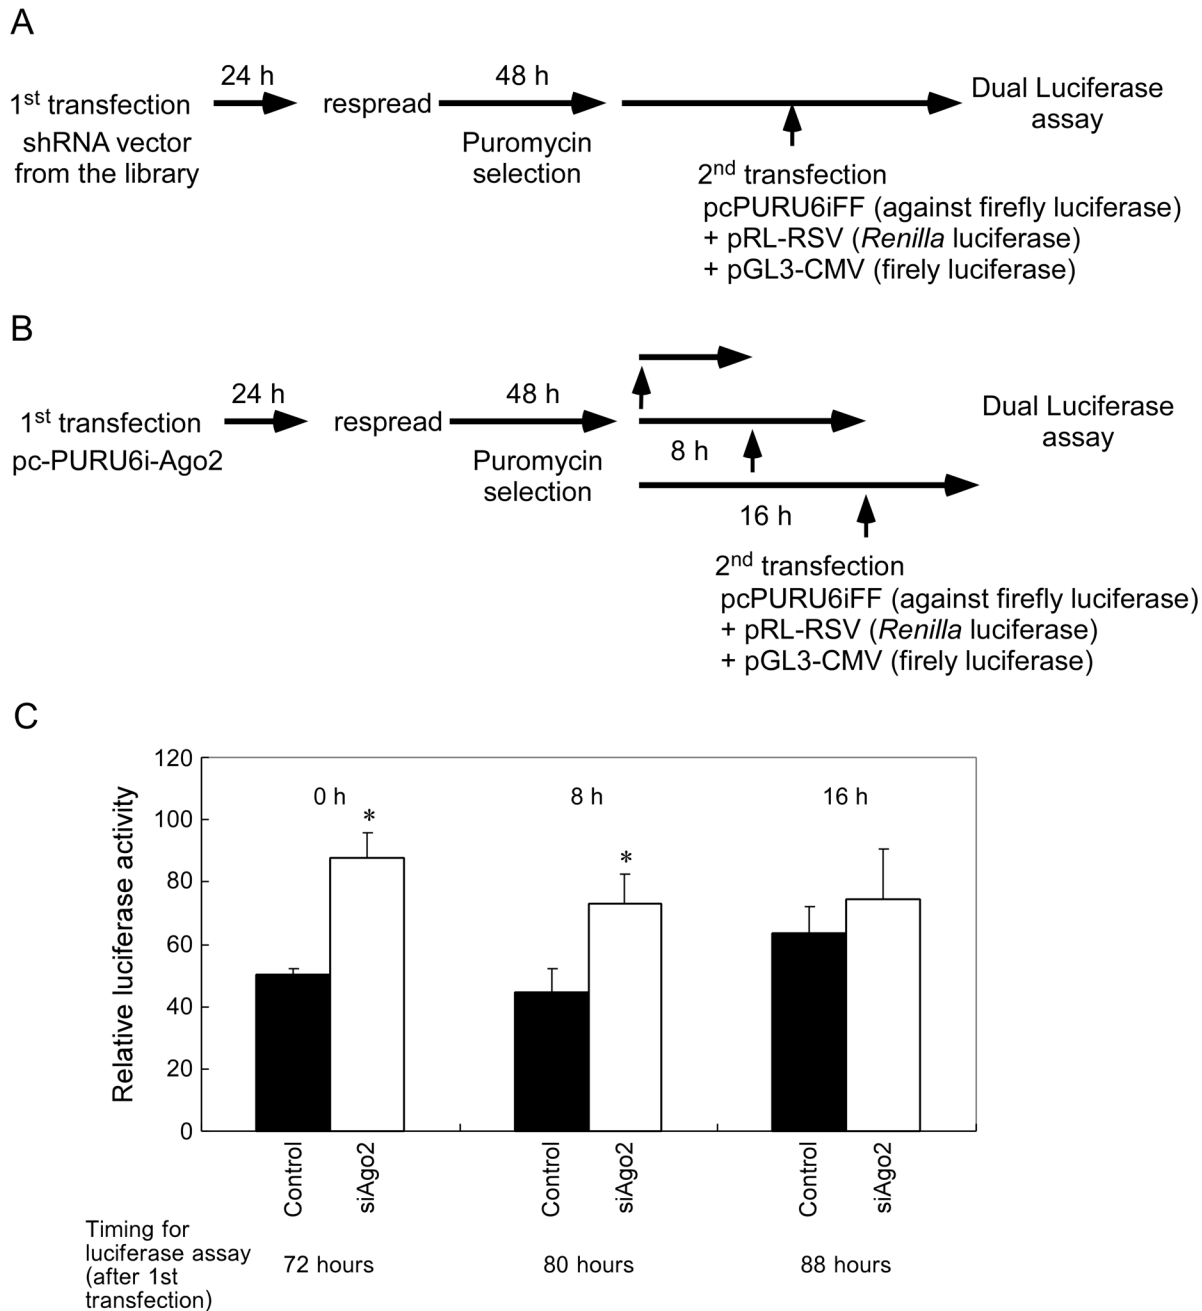 A
1st transfection
shRNA vector
from the library
24 h
respread
48 h
Puromycin
selection
2nd transfection
pcPURU6iFF (against firefly luciferase)
+ pRL-RSV (Renilla luciferase)
+ pGL3-CMV (firely luciferase)
Dual Luciferase
assay
B
1st transfection
pc-PURU6i-Ago2
24 h
respread
48 h
Puromycin
selection
8 h
16 h
2nd transfection
pcPURU6iFF (against firefly luciferase)
+ pRL-RSV (Renilla luciferase)
+ pGL3-CMV (firely luciferase)
Dual Luciferase
assay
C
Relative luciferase activity
120
100
80
60
40
20
0
0 h
8 h
16 h
*
*
Control
siAgo2
Control
siAgo2
Control
siAgo2
Timing for
luciferase assay
(after 1st
transfection)
72 hours
80 hours
88 hours